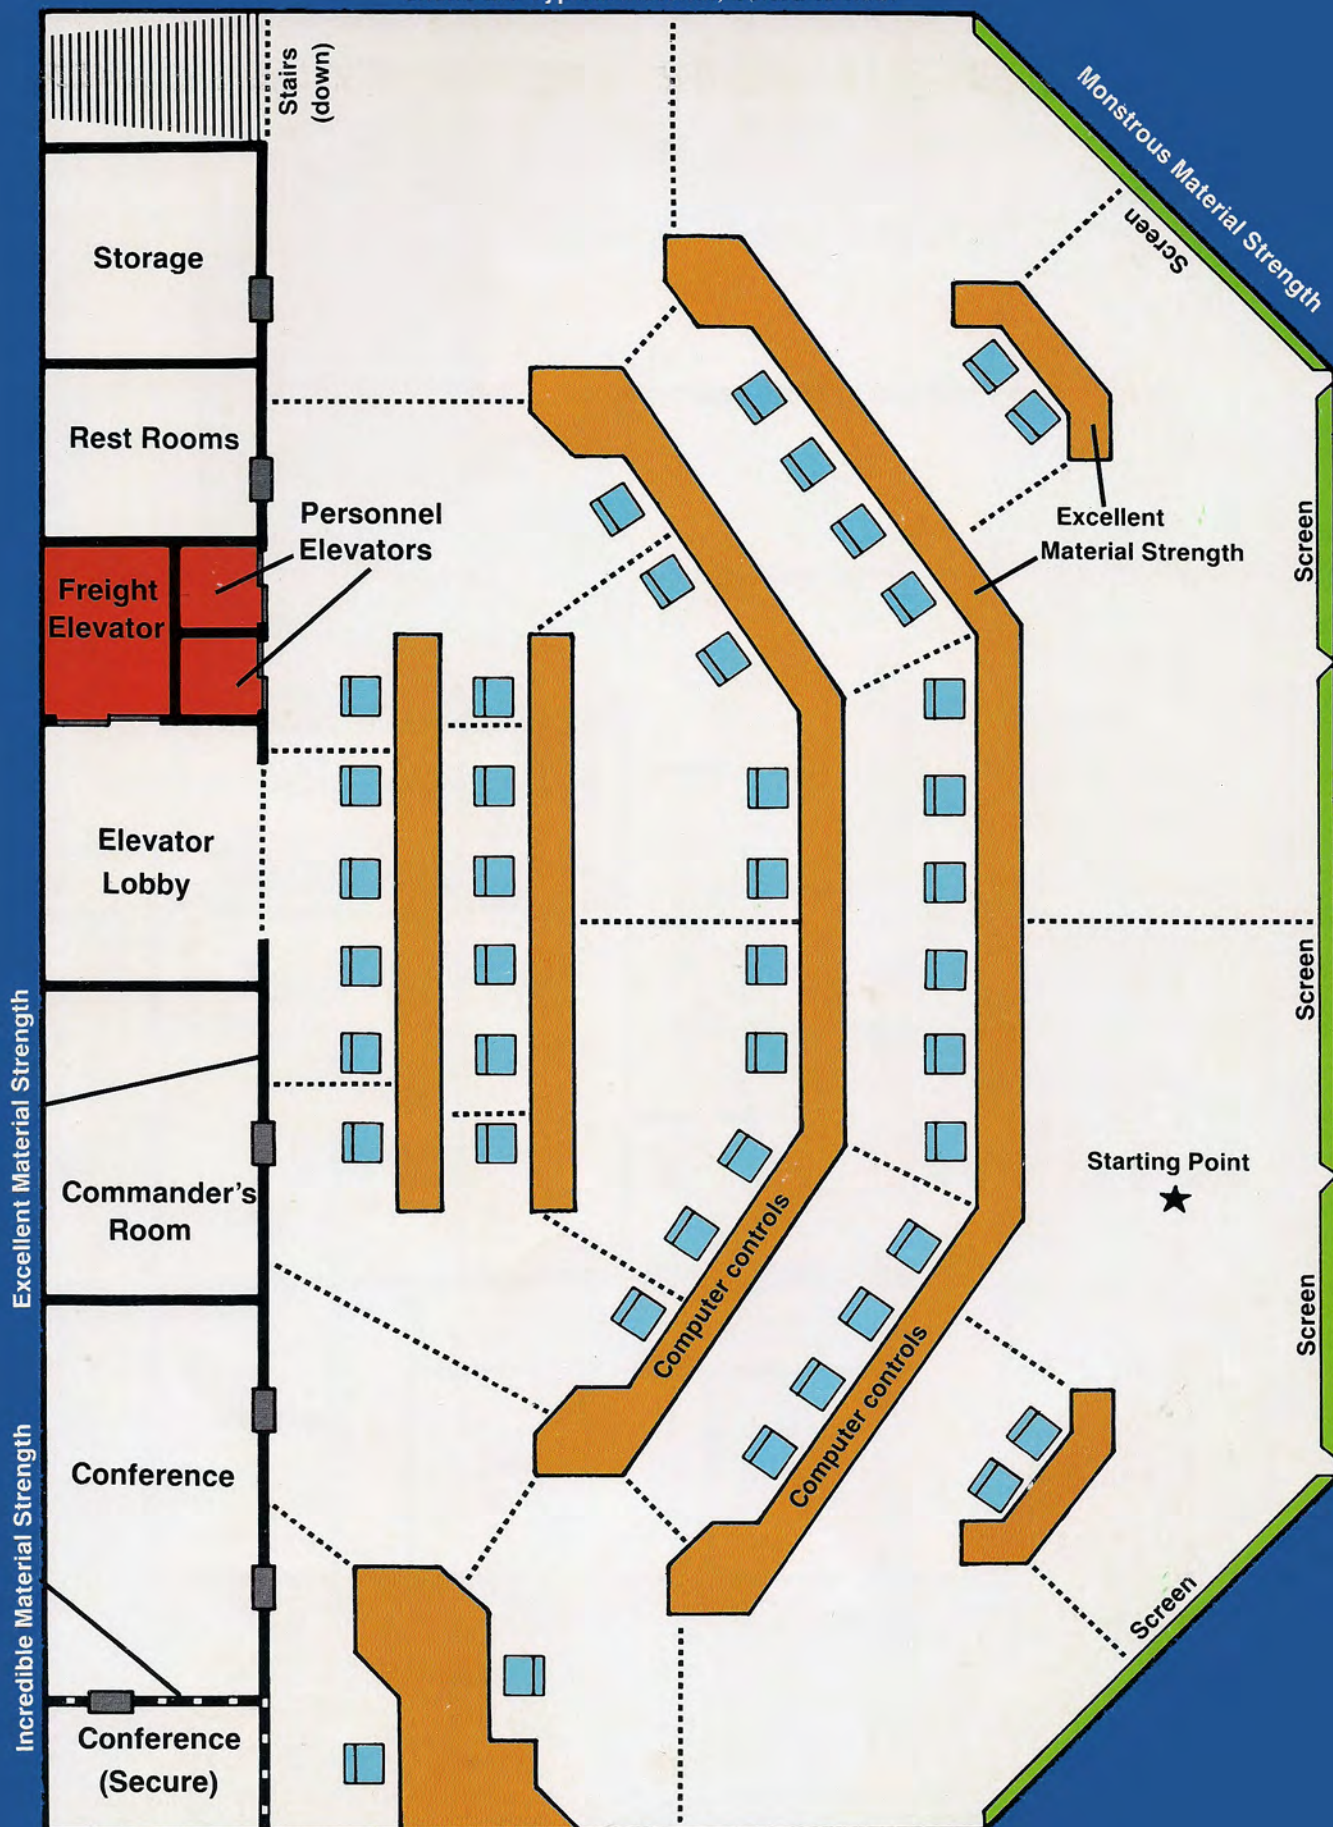 Stairs
(down)
Monstrous Material Strength
Screen
Storage
Rest Rooms
Personnel
Elevators
Freight
Elevator
Excellent
Material Strength
Screen
Elevator
Lobby
Screen
Excellent Material Strength
Commander's
Room
Starting Point
Screen
Computer controls
Computer controls
Incredible Material Strength
Conference
Screen
Conference
(Secure)